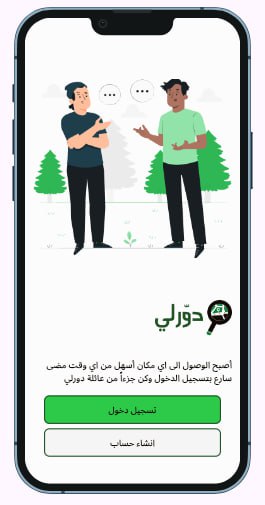 دوّرلي
أصبح الوصول الى اي مكان أسهل من اي وقت مضى
سارع بتسجيل الدخول وكن جزءاً من عائلة دورلي
تسجيل دخول
انشاء حساب